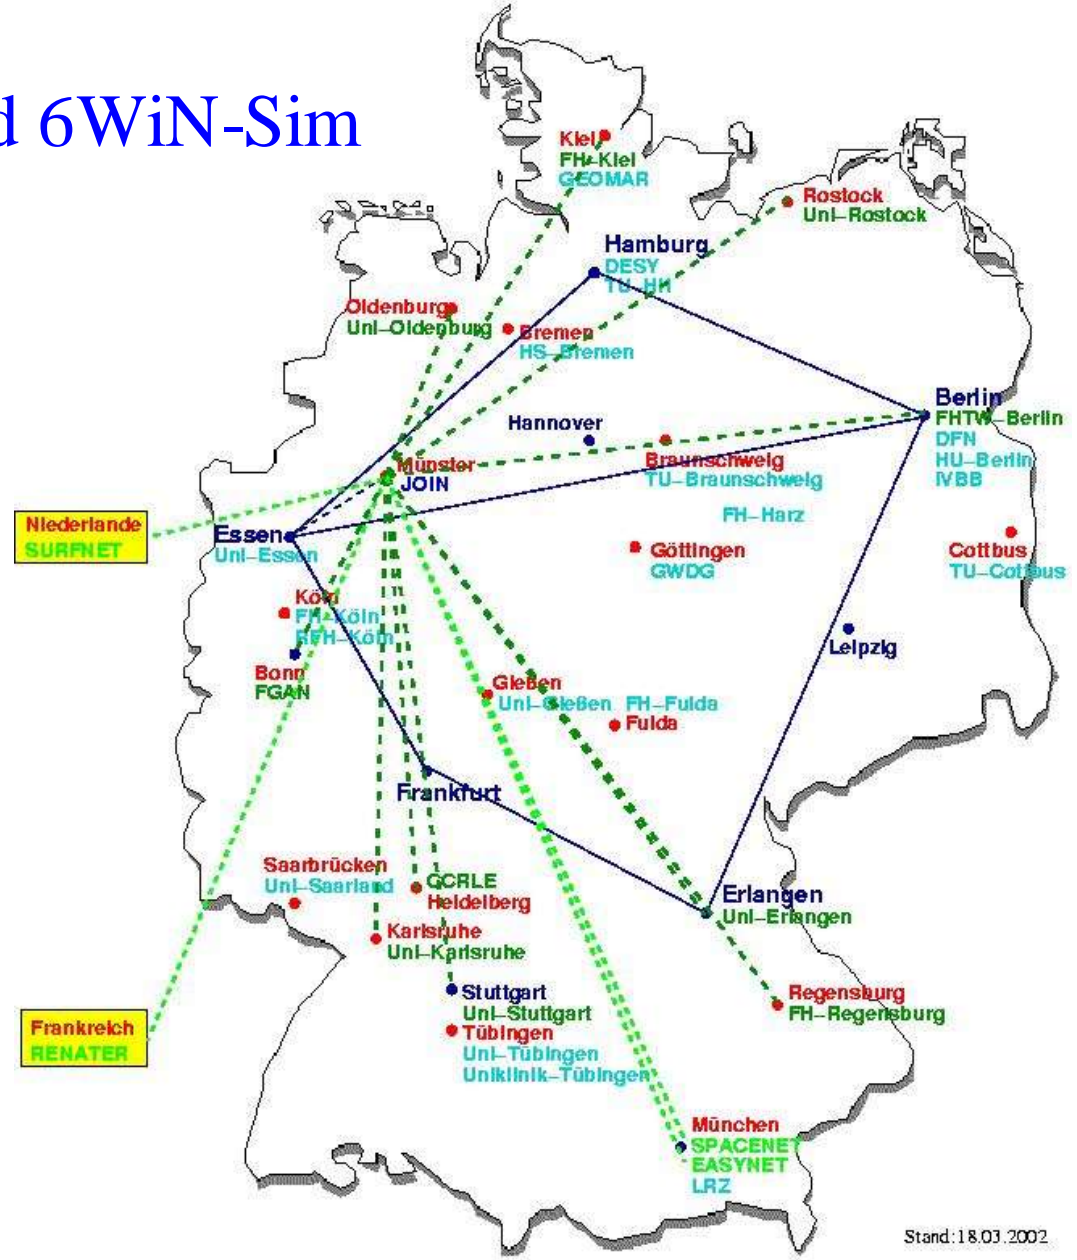 d 6WiN-Sim
Kiel
FH-Kiel
GEOMAR
Rostock
Uni-Rostock
Hamburg
DESY
TU-HH
Oldenburg
Uni-Oldenburg
Bremen
HS-Bremen
Berlin
FHTW-Berlin
DFN
HU-Berlin
IVBB
Hannover
Münster
JOIN
Braunschweig
TU-Braunschweig
FH-Harz
Niederlande
SURFNET
Essen
Uni-Essen
Göttingen
GWDG
Cottbus
TU-Cottbus
Köln
FH-Köln
RFH-Köln
Leipzig
Bonn
FGAN
Gießen
Uni-Gießen
FH-Fulda
Fulda
Frankfurt
Saarbrücken
Uni-Saarland
CCRLE
Heidelberg
Erlangen
Uni-Erlangen
Karlsruhe
Uni-Karlsruhe
Stuttgart
Uni-Stuttgart
Tübingen
Uni-Tübingen
Uniklinik-Tübingen
Regensburg
FH-Regensburg
Frankreich
RENATER
München
SPACENET
EASYNET
LRZ
Stand:18.03.2002